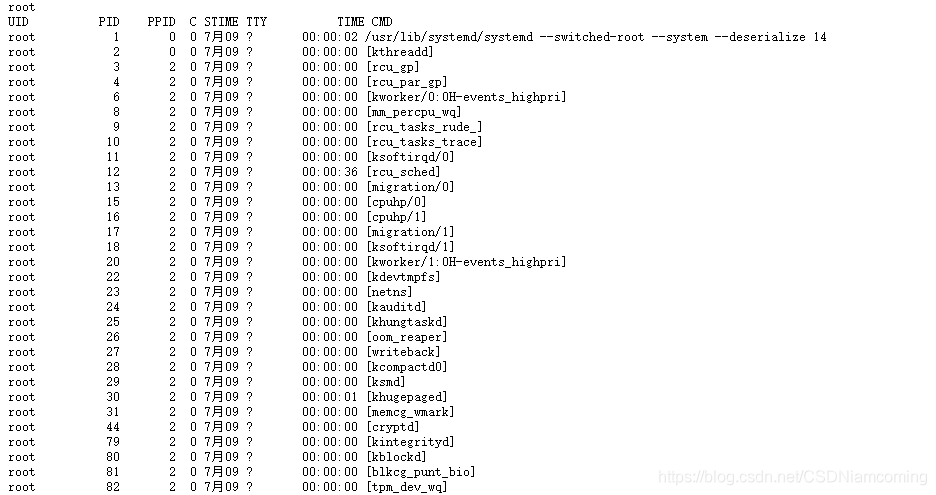 root
UID PID PPID C STIME TTY TIME CMD
root 1 0 0 7月09 ? 00:00:02 /usr/lib/systemd/systemd --switched-root --system --deserialize 14
root 2 0 0 7月09 ? 00:00:00 [kthreadd]
root 3 2 0 7月09 ? 00:00:00 [rcu_gp]
root 4 2 0 7月09 ? 00:00:00 [rcu_par_gp]
root 6 2 0 7月09 ? 00:00:00 [kworker/0:0H-events_highpri]
root 8 2 0 7月09 ? 00:00:00 [mm_percpu_wq]
root 9 2 0 7月09 ? 00:00:00 [rcu_tasks_rude_]
root 10 2 0 7月09 ? 00:00:00 [rcu_tasks_trace]
root 11 2 0 7月09 ? 00:00:00 [ksoftirqd/0]
root 12 2 0 7月09 ? 00:00:36 [rcu_sched]
root 13 2 0 7月09 ? 00:00:00 [migration/0]
root 15 2 0 7月09 ? 00:00:00 [cpuhp/0]
root 16 2 0 7月09 ? 00:00:00 [cpuhp/1]
root 17 2 0 7月09 ? 00:00:00 [migration/1]
root 18 2 0 7月09 ? 00:00:00 [ksoftirqd/1]
root 20 2 0 7月09 ? 00:00:00 [kworker/1:0H-events_highpri]
root 22 2 0 7月09 ? 00:00:00 [kdevtmpfs]
root 23 2 0 7月09 ? 00:00:00 [netns]
root 24 2 0 7月09 ? 00:00:00 [kauditd]
root 25 2 0 7月09 ? 00:00:00 [khungtaskd]
root 26 2 0 7月09 ? 00:00:00 [oom_reaper]
root 27 2 0 7月09 ? 00:00:00 [writeback]
root 28 2 0 7月09 ? 00:00:00 [kcompactd0]
root 29 2 0 7月09 ? 00:00:00 [ksmd]
root 30 2 0 7月09 ? 00:00:01 [khugepaged]
root 31 2 0 7月09 ? 00:00:00 [memcg_wmark]
root 44 2 0 7月09 ? 00:00:00 [cryptd]
root 79 2 0 7月09 ? 00:00:00 [kintegrityd]
root 80 2 0 7月09 ? 00:00:00 [kblockd]
root 81 2 0 7月09 ? 00:00:00 [blkcg_punt_bio]
root 82 2 0 7月09 ? 00:00:00 [tpm_dev_wq]
https://blog.csdn.net/CSDNiamcoming